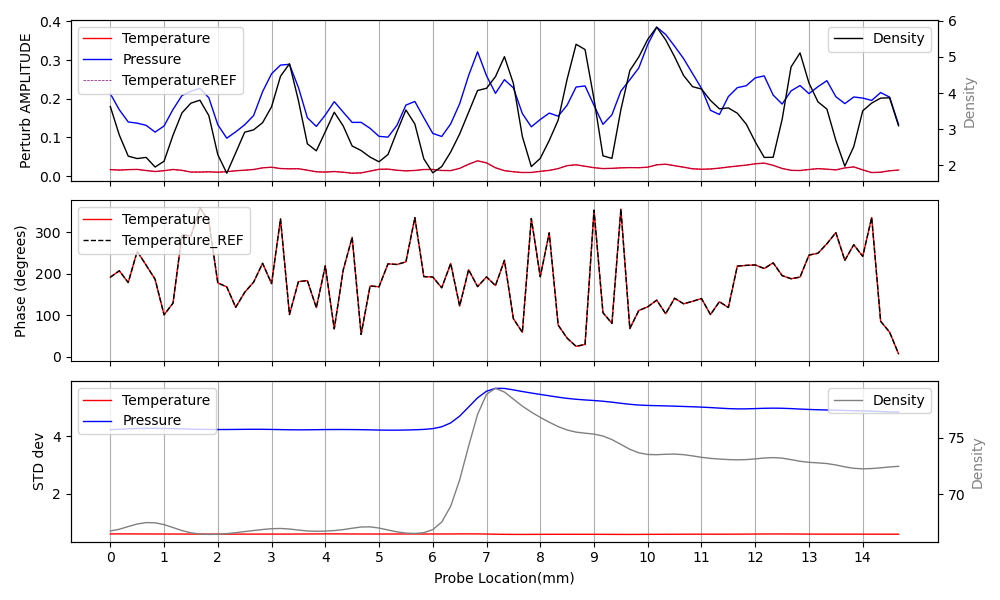 0.4
0.3
0.2
0.1
0.0
Perturb AMPLITUDE
Temperature
Pressure
TemperatureREF
Density
6
5
4
3
2
Density
300
200
100
0
Phase (degrees)
Temperature
Temperature_REF
4
2
STD dev
Temperature
Pressure
Density
75
70
Density
0 1 2 3 4 5 6 7 8 9 10 11 12 13 14
Probe Location(mm)